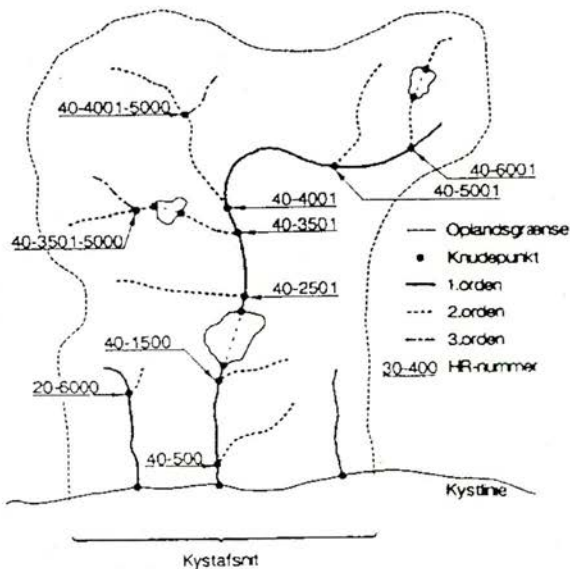 40-4001-5000
40-6001
40-5001
40-4001
40-3501
40-3501-5000
Oplandsgrænse
Knudepunkt
40-2501
1.orden
2.orden
3.orden
40-1500
30-400 HR-nummer
20-6000
40-500
Kystlinie
Kystafsnit